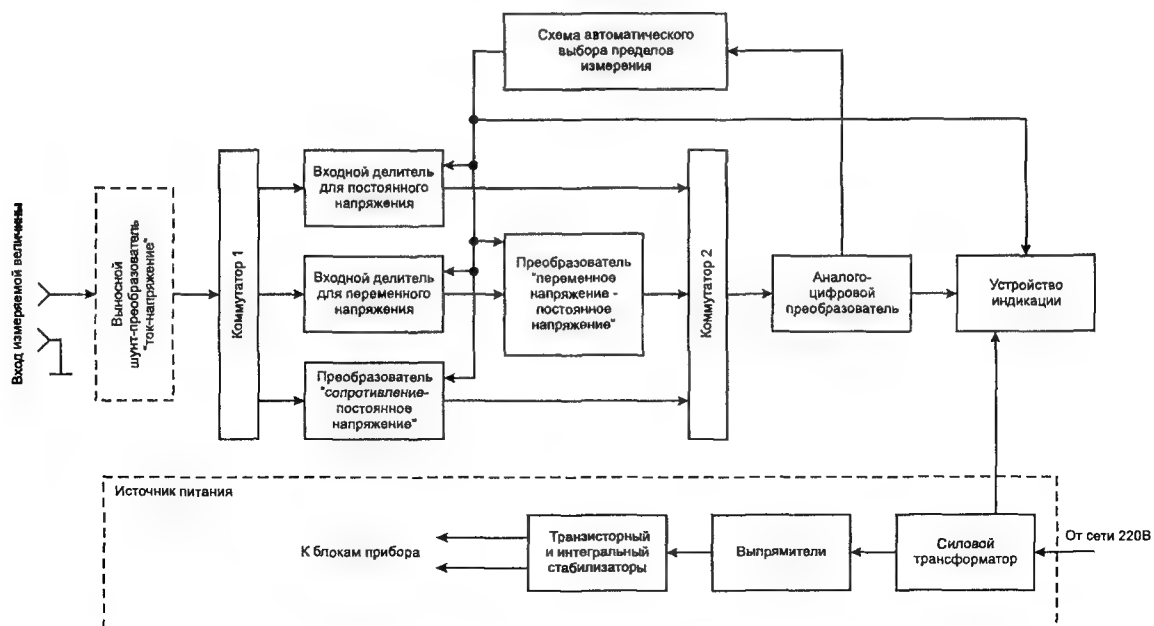 Схема автоматического
выбора пределов
измерения
Вход измеряемой величины
Выносной
шунт-преобразователь
"ток-напряжение"
Коммутатор 1
Входной делитель
для постоянного
напряжения
Входной делитель
для переменного
напряжения
Преобразователь
"переменное
напряжение -
постоянное
напряжение"
Преобразователь
"сопротивление-
постоянное
напряжение"
Коммутатор 2
Аналого-
цифровой
преобразователь
Устройство
индикации
Источник питания
К блокам прибора
Транзисторный
и интегральный
стабилизаторы
Выпрямители
Силовой
трансформатор
От сети 220В